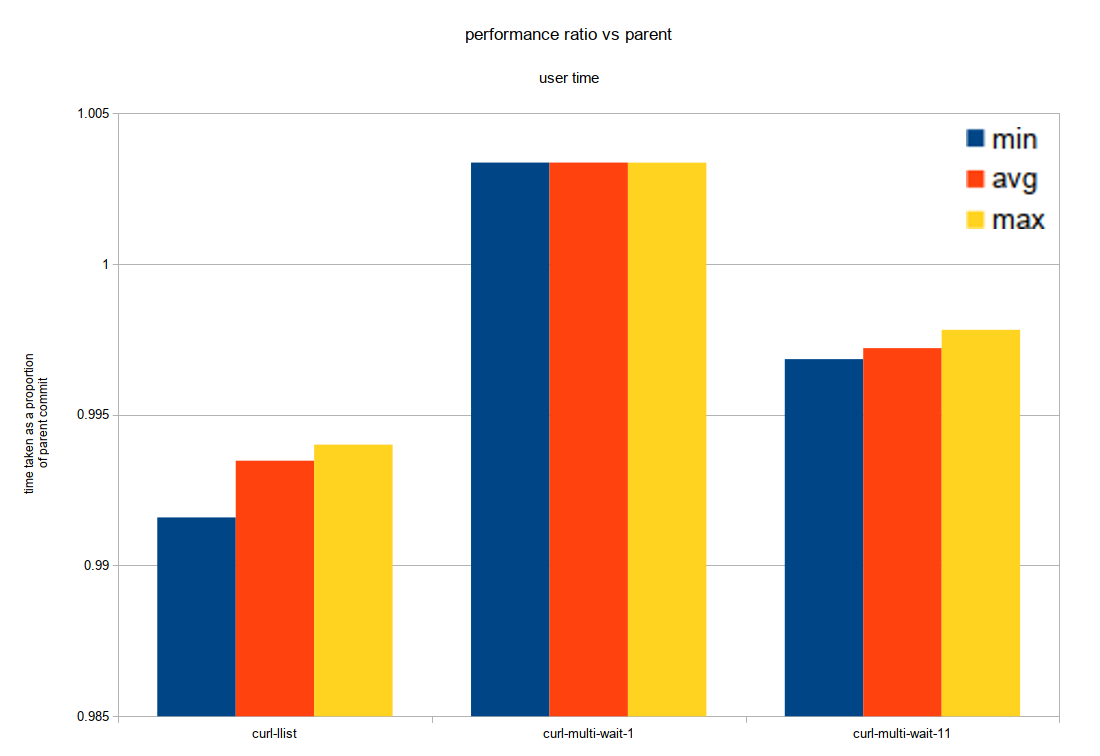 performance ratio vs parent
user time
1.005
1
0.995
0.99
0.985
time taken as a proportion
of parent commit
min
avg
max
curl-llist
curl-multi-wait-1
curl-multi-wait-11